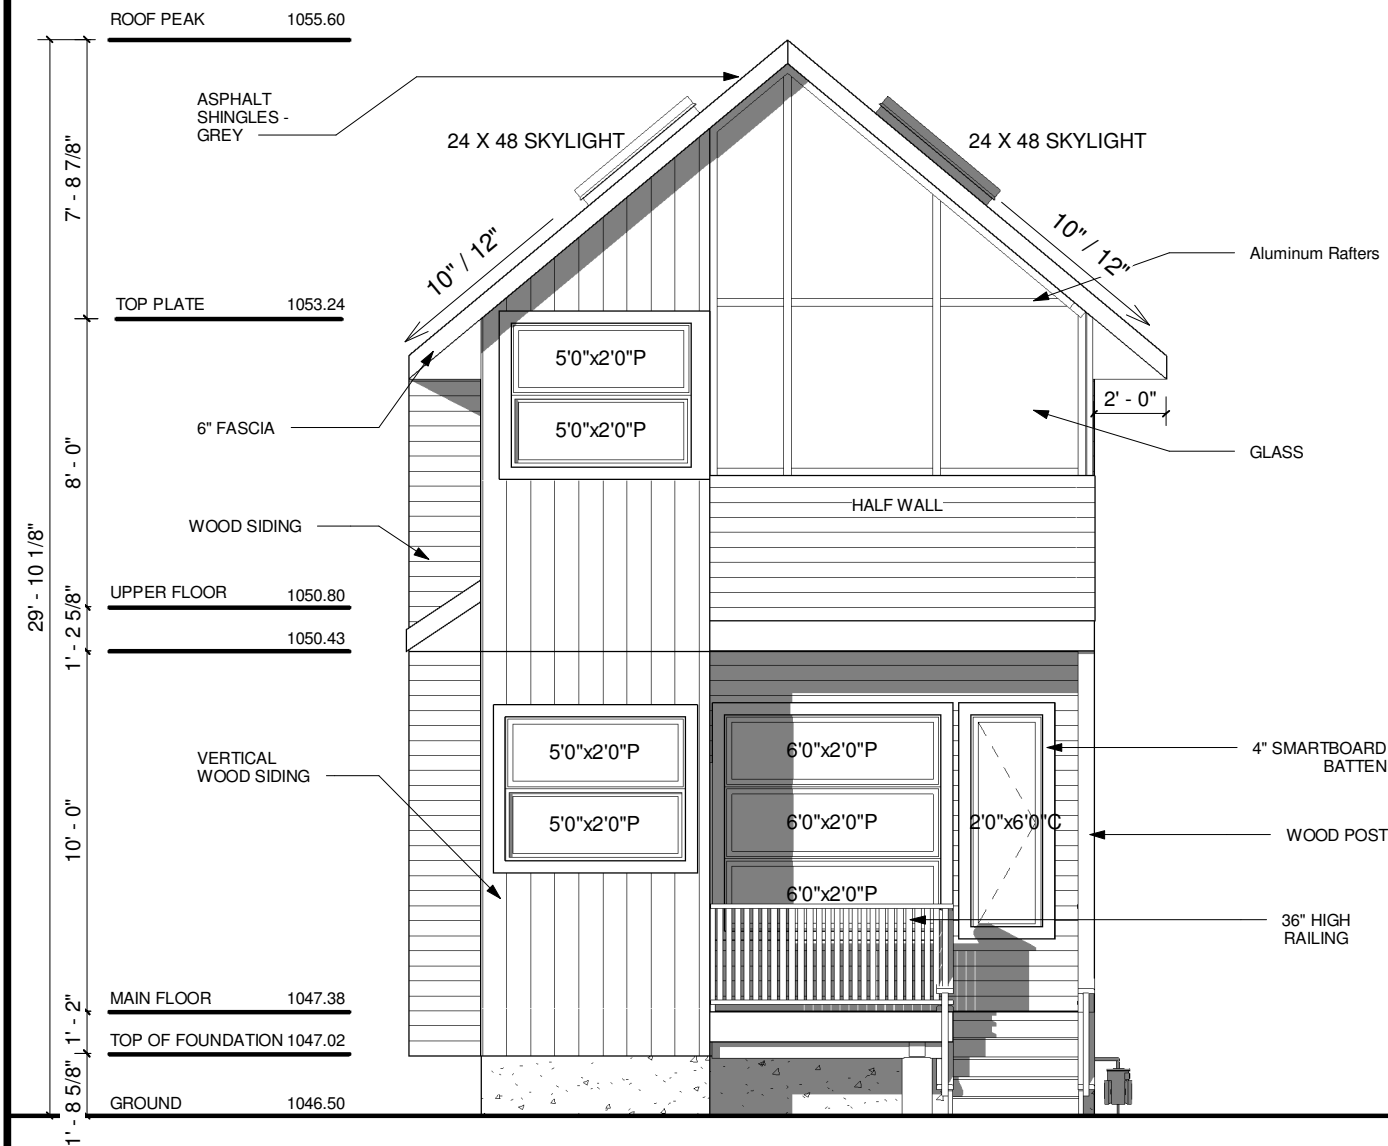 ROOF PEAK 1055.60
ASPHALT
SHINGLES -
GREY
24 X 48 SKYLIGHT
24 X 48 SKYLIGHT
7' - 8 7/8"
10" / 12"
10" / 12"
Aluminum Rafters
TOP PLATE 1053.24
5'0"x2'0"P
2' - 0"
6" FASCIA
5'0"x2'0"P
GLASS
8' - 0"
HALF WALL
WOOD SIDING
29' - 10 1/8"
UPPER FLOOR 1050.80
1' - 2 5/8"
1050.43
VERTICAL
WOOD SIDING
5'0"x2'0"P
6'0"x2'0"P
4" SMARTBOARD
BATTEN
10' - 0"
5'0"x2'0"P
6'0"x2'0"P
2'0"x6'0"C
WOOD POST
6'0"x2'0"P
36" HIGH
RAILING
MAIN FLOOR 1047.38
1' - 2"
TOP OF FOUNDATION 1047.02
1' - 8 5/8"
GROUND 1046.50